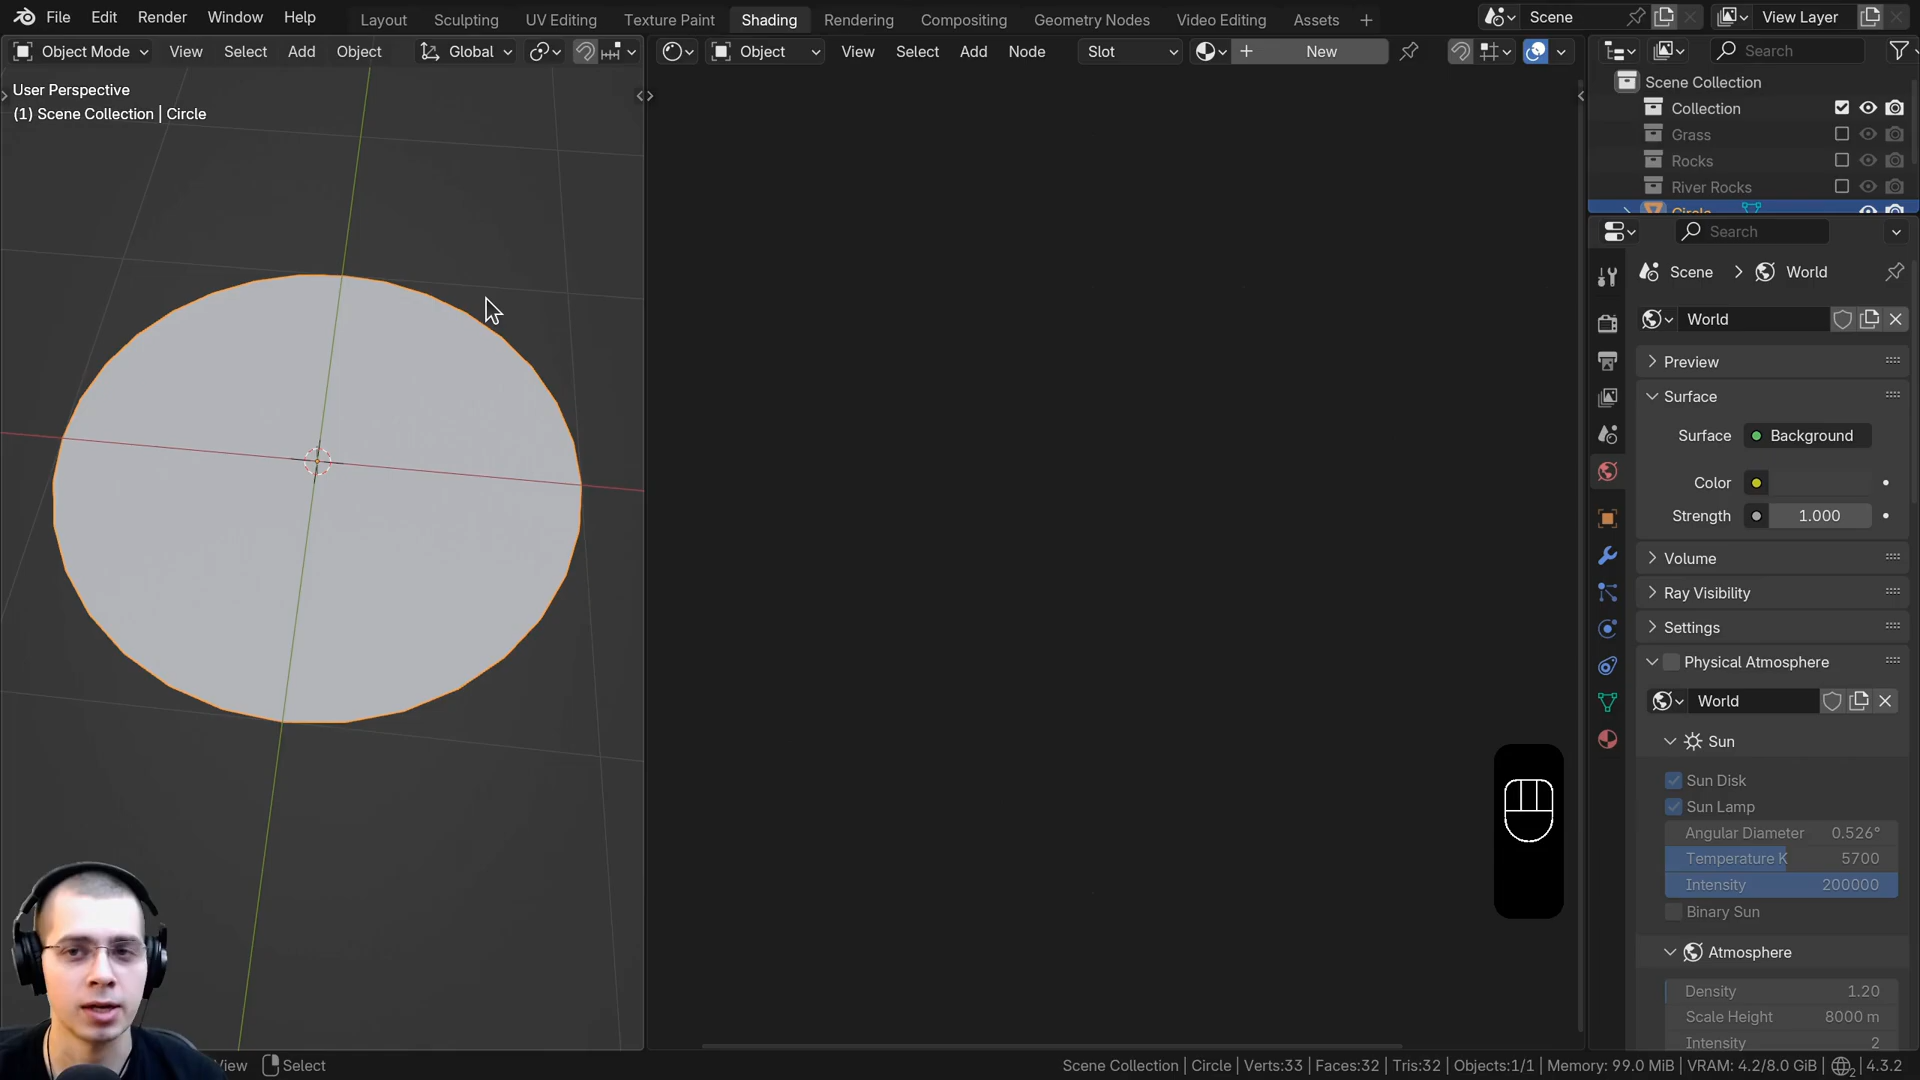 File Edit Render Window Help Layout Sculpting UV Editing Texture Paint Shading Rendering Compositing Geometry Nodes Video Editing Assets Scene View Layer
Object Mode View Select Add Object Global Object View Select Add Node Slot New Search
User Perspective
(1) Scene Collection | Circle
Scene Collection
Collection
Grass
Rocks
River Rocks
Circle
Search
Scene World
World
Preview
Surface
Surface Background
Color
Strength 1.000
Volume
Ray Visibility
Settings
Physical Atmosphere
World
Sun
Sun Disk
Sun Lamp
Angular Diameter 0.526°
Temperature K 5700
Intensity 200000
Binary Sun
Atmosphere
Density 1.20
Scale Height 8000 m
Intensity 2
Select Scene Collection | Circle | Verts:33 | Faces:32 | Tris:32 | Objects:1/1 | Memory: 99.0 MiB | VRAM: 4.2/8.0 GiB | 2 | 4.3.2